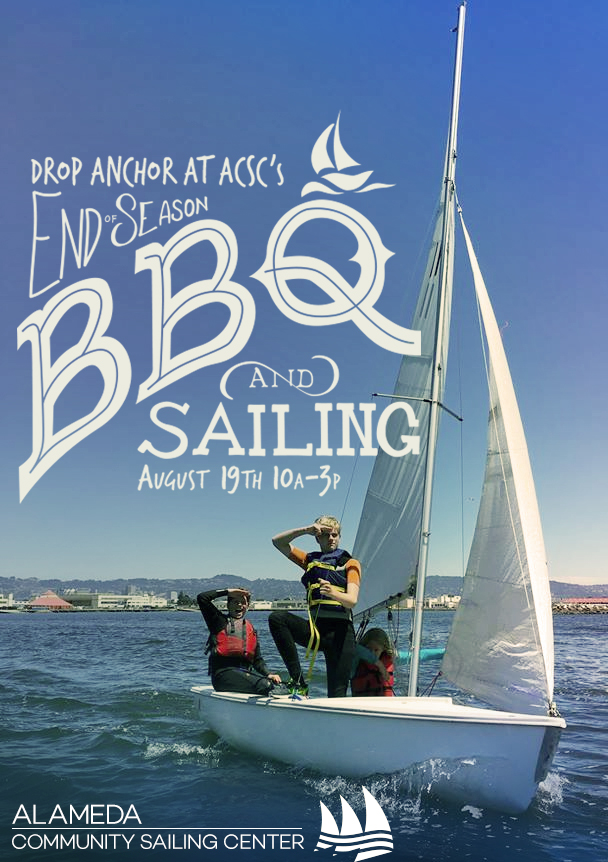 DROP ANCHOR AT ACSC'S
END OF SEASON
BBQ
AND
SAILING
AUGUST 19TH 10A-3P
ALAMEDA
COMMUNITY SAILING CENTER